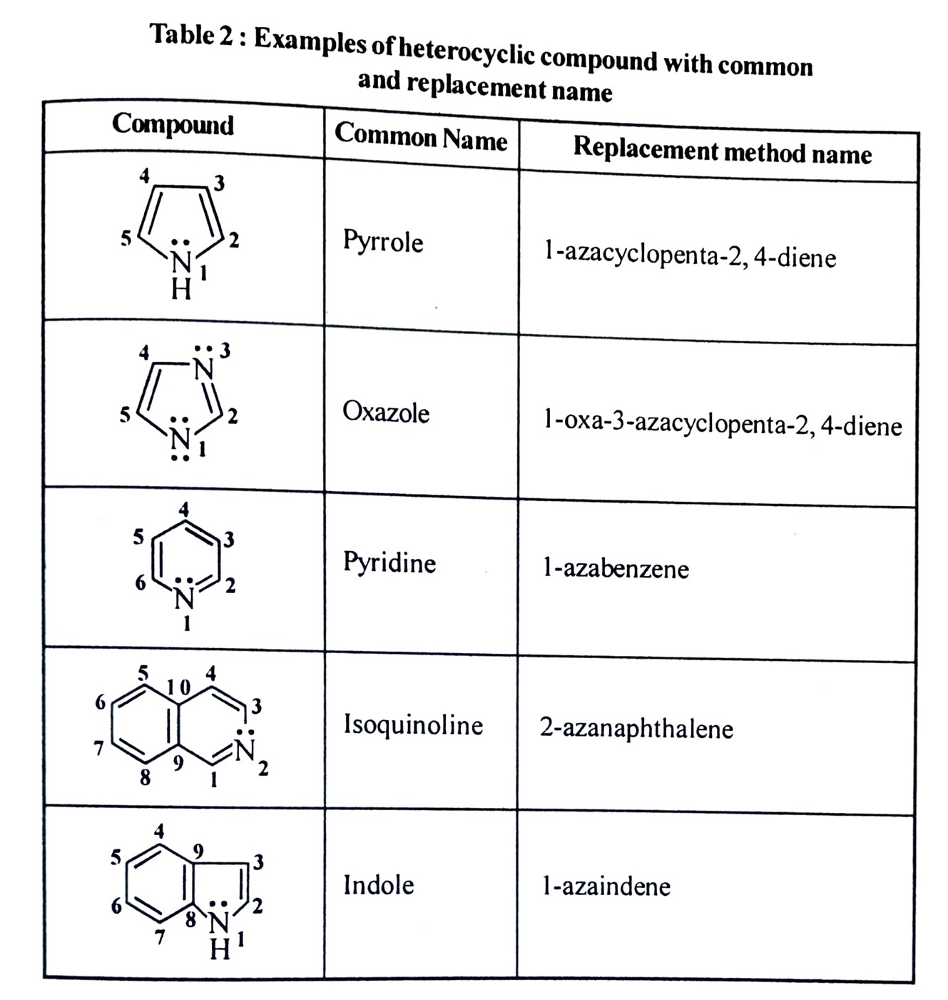 Table 2 : Examples of heterocyclic compound with common
and replacement name
Compound
Common Name
Replacement method name
4 3
5 2
N 1
H
Pyrrole
1-azacyclopenta-2, 4-diene
4 N 3
5 2
N 1
Oxazole
1-oxa-3-azacyclopenta-2, 4-diene
4
5 3
6 2
N
1
Pyridine
1-azabenzene
5 10 4
6 3
7 N
9 2
8 1
Isoquinoline
2-azanaphthalene
4
5 9 3
6 8 N 2
7 H 1
Indole
1-azaindene